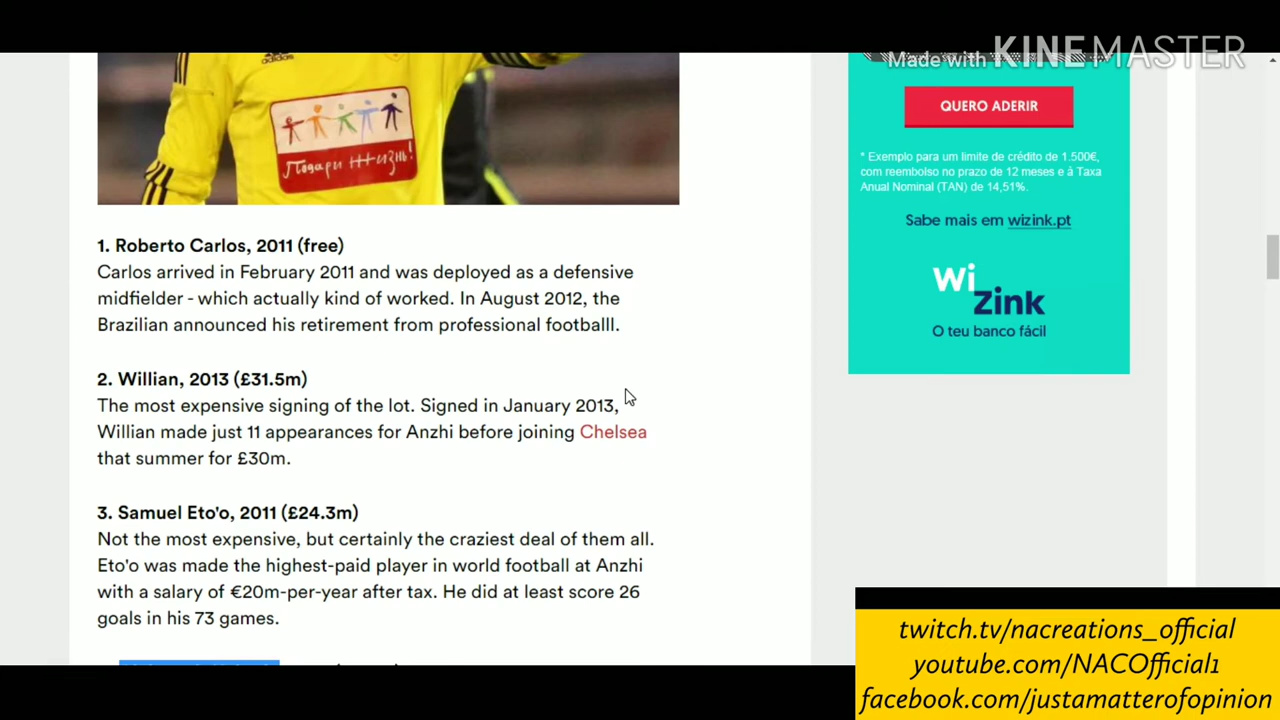 Made with KINEMASTER
adidas
Подари жизнь!
QUERO ADERIR
* Exemplo para um limite de crédito de 1.500€,
com reembolso no prazo de 12 meses e à Taxa
Anual Nominal (TAN) de 14,51%.
Sabe mais em wizink.pt
Wi
Zink
O teu banco fácil
1. Roberto Carlos, 2011 (free)
Carlos arrived in February 2011 and was deployed as a defensive
midfielder - which actually kind of worked. In August 2012, the
Brazilian announced his retirement from professional footballl.
2. Willian, 2013 (£31.5m)
The most expensive signing of the lot. Signed in January 2013,
Willian made just 11 appearances for Anzhi before joining Chelsea
that summer for £30m.
3. Samuel Eto'o, 2011 (£24.3m)
Not the most expensive, but certainly the craziest deal of them all.
Eto'o was made the highest-paid player in world football at Anzhi
with a salary of €20m-per-year after tax. He did at least score 26
goals in his 73 games.
twitch.tv/nacreations_official
youtube.com/NACOfficial1
facebook.com/justamatterofopinion